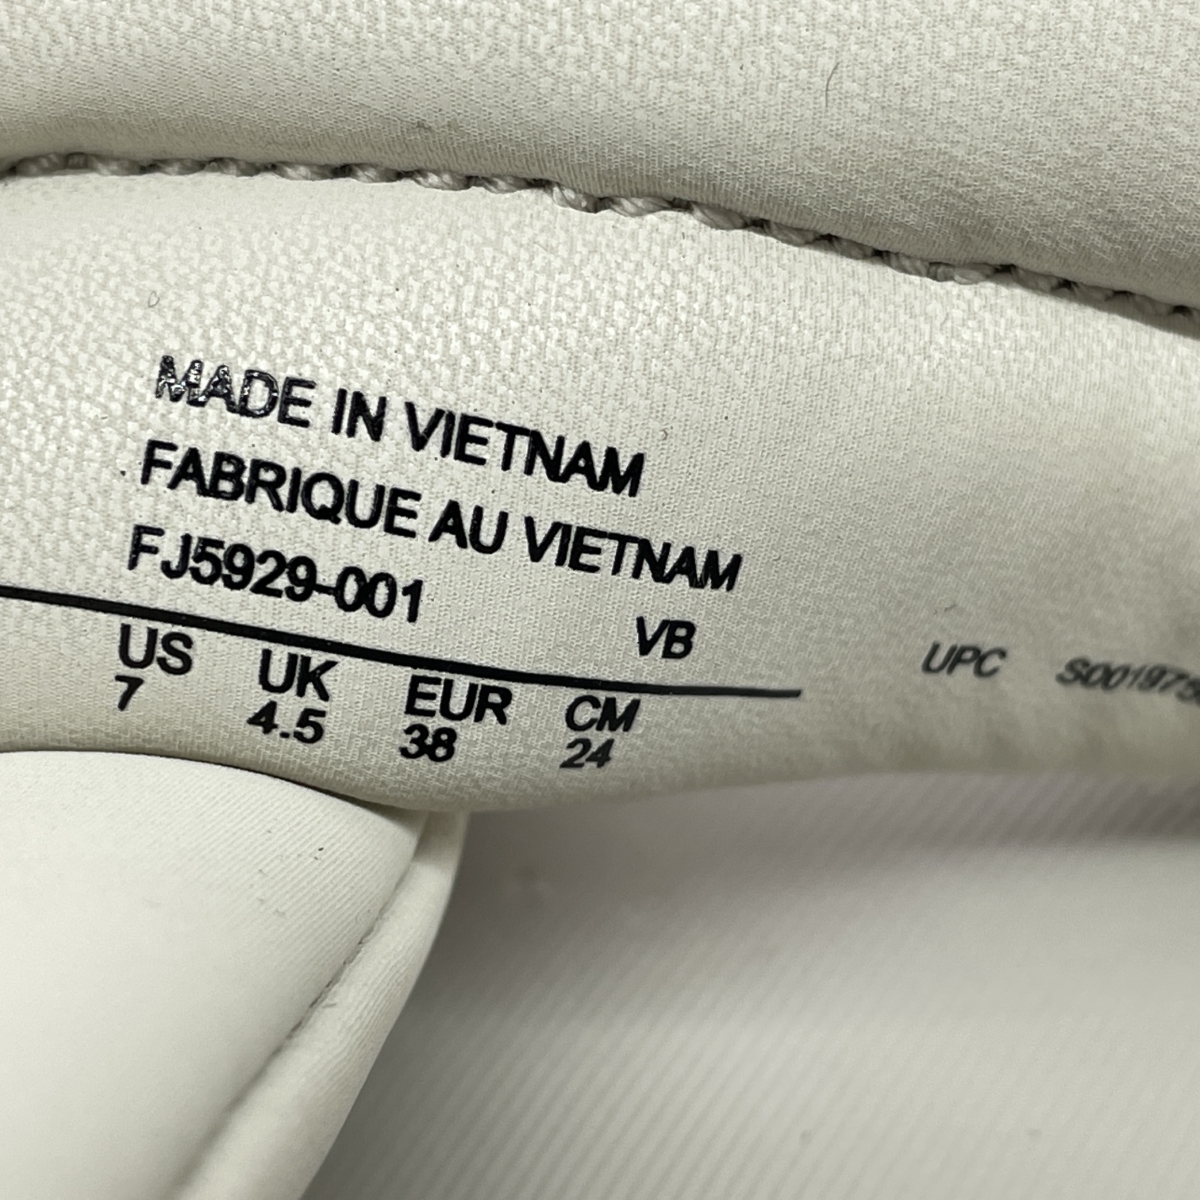 MADE IN VIETNAM
FABRIQUE AU VIETNAM
FJ5929-001
VB
US UK EUR CM
7 4.5 38 24
UPC